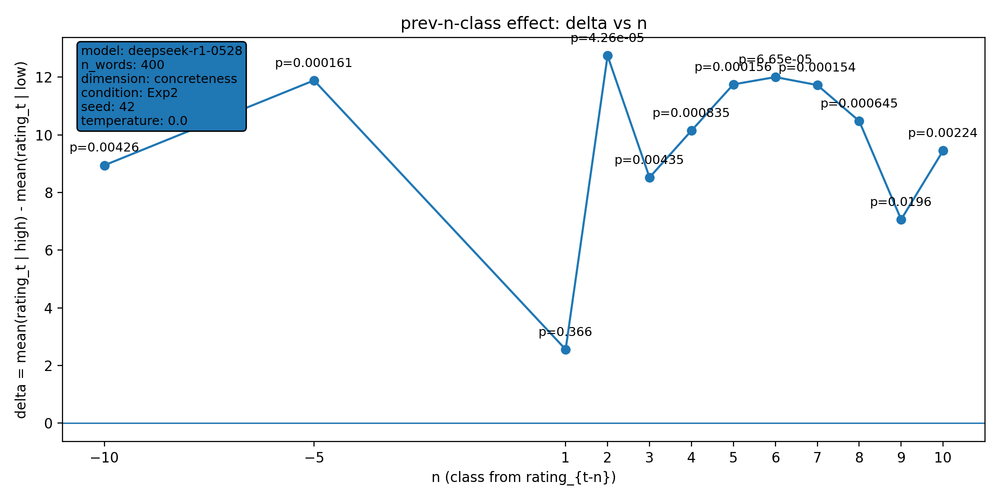 prev-n-class effect: delta vs n
model: deepseek-r1-0528
n_words: 400
dimension: concreteness
condition: Exp2
seed: 42
temperature: 0.0
p=0.00426
p=0.000161
p=0.366
p=4.26e-05
p=0.00435
p=0.000835
p=0.000156
p=6.65e-05
p=0.000154
p=0.000645
p=0.0196
p=0.00224
delta = mean(rating_t | high) - mean(rating_t | low)
12
10
8
6
4
2
0
−10 −5 1 2 3 4 5 6 7 8 9 10
n (class from rating_{t-n})